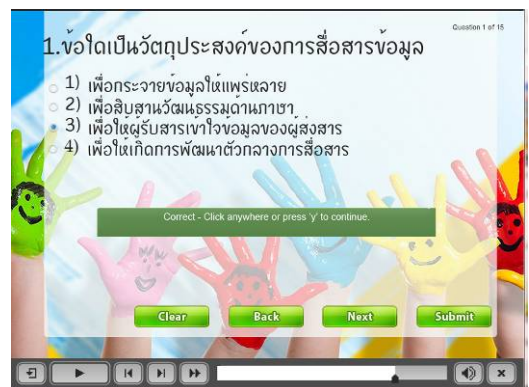 Question 1 of 15
1.ข้อใดเป็นวัตถุประสงค์ของการสื่อสารข้อมูล
1) เพื่อกระจายข้อมูลให้แพร่หลาย
2) เพื่อสืบสานวัฒนธรรมด้านภาษา
3) เพื่อให้ผู้รับสารเข้าใจข้อมูลของผู้ส่งสาร
4) เพื่อให้เกิดการพัฒนาตัวกลางการสื่อสาร
Correct - Click anywhere or press 'y' to continue.
Clear Back Next Submit